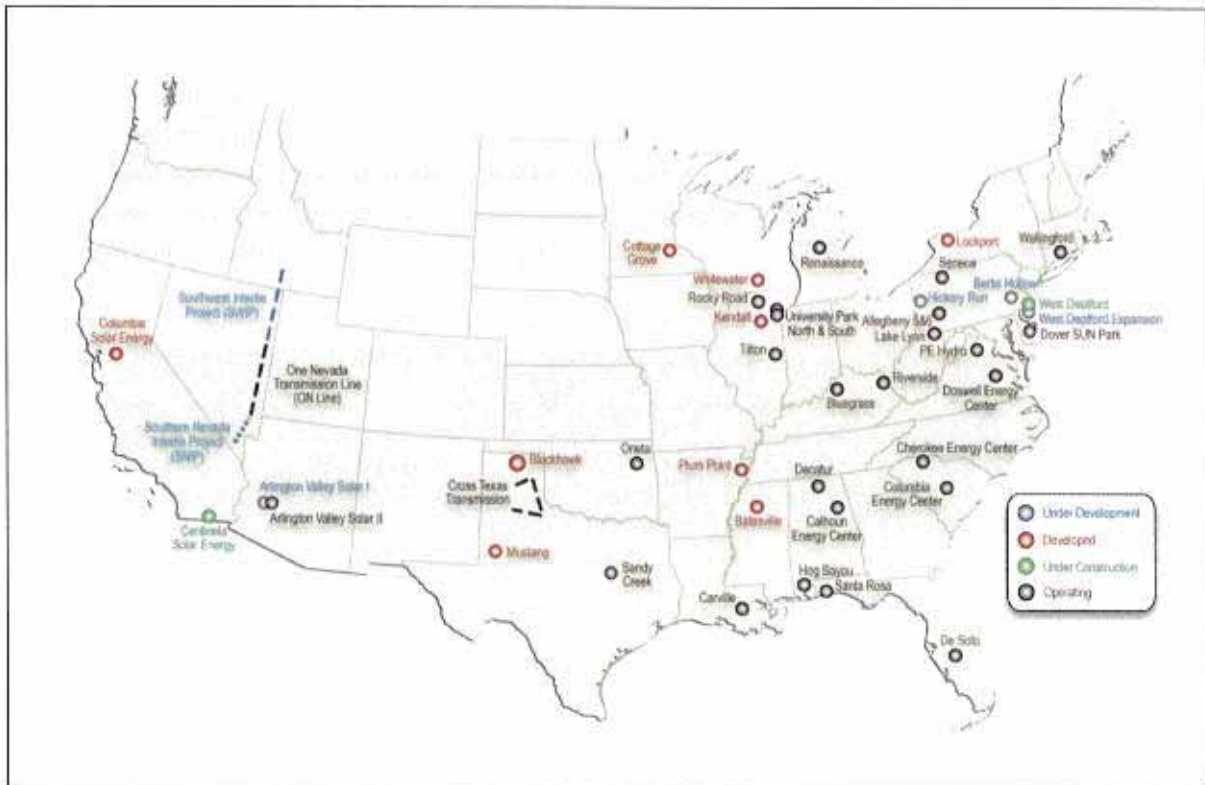 Cottage
Grove
Renaissance
Lockport
Wallingford
Seneca
Whitewater
Rocky Road
Kendall
University Park
North & South
Tilton
Hickory Run
Berks Hollow
West Deptford
West Deptford Expansion
Dover SUN Park
Allegheny 5&6
Lake Lynn
PE Hydro
Riverside
Bluegrass
Doswell Energy
Center
Southwest Intertie
Project (SWIP)
Columbia
Solar Energy
One Nevada
Transmission Line
(ON Line)
Southern Nevada
Intertie Project
(SNIP)
Blackhawk
Oneta
Cross Texas
Transmission
Plum Point
Decatur
Cherokee Energy Center
Columbia
Energy Center
Arlington Valley Solar I
Arlington Valley Solar II
Centinela
Solar Energy
Batesville
Calhoun
Energy Center
Mustang
Sandy
Creek
Hog Bayou
Santa Rosa
Carville
De Soto
Under Development
Developed
Under Construction
Operating